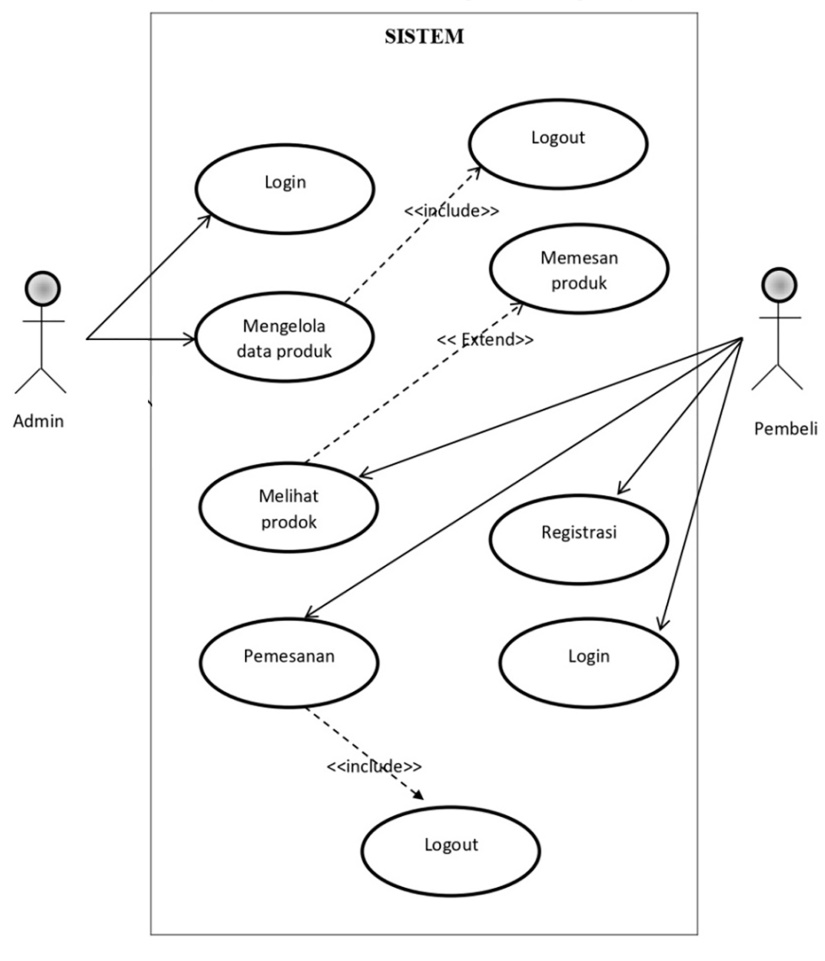 SISTEM
Logout
Login
<<include>>
Memesan
produk
Mengelola
data produk
<< Extend>>
Admin
Pembeli
Melihat
prodok
Registrasi
Pemesanan
Login
<<include>>
Logout